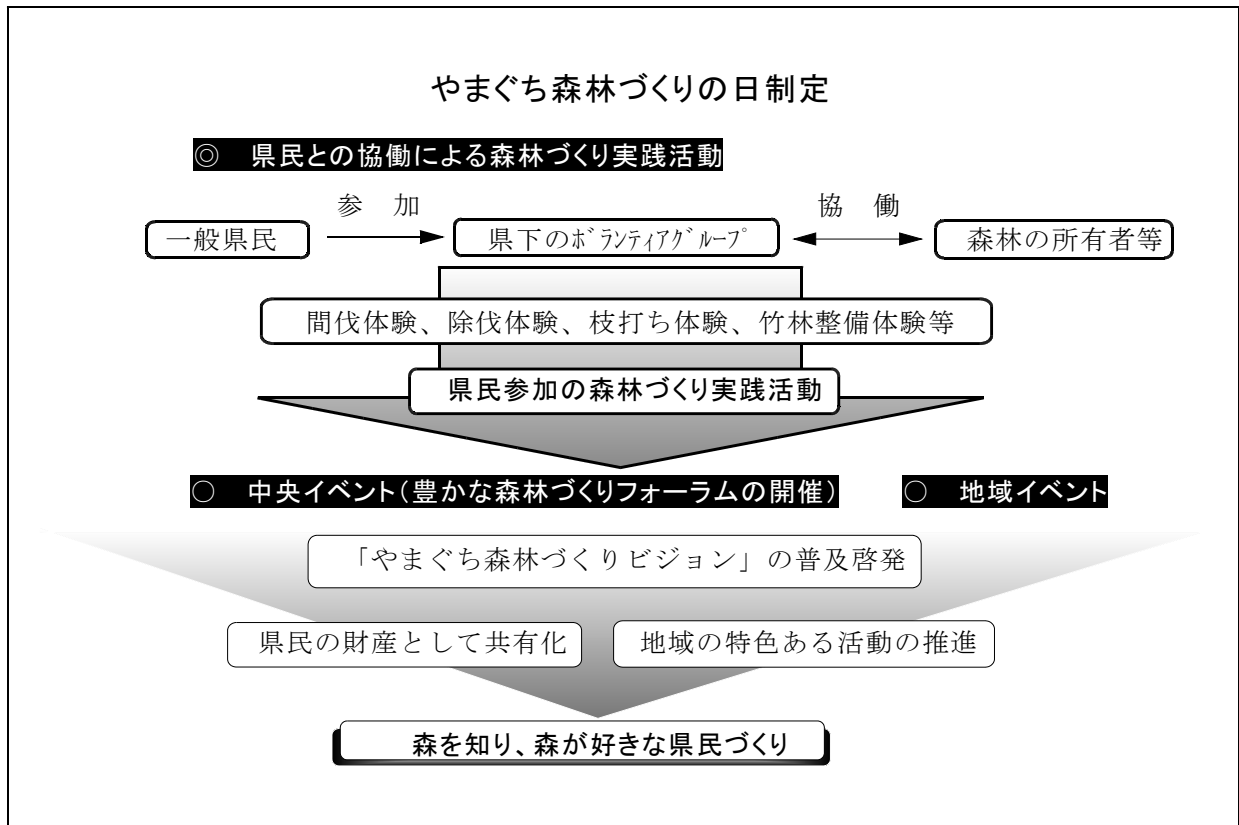 やまぐち森林づくりの日制定
◎ 県民との協働による森林づくり実践活動
参 加
協 働
一般県民
県下のﾎﾞﾗﾝﾃｨｱｸﾞﾙｰﾌﾟ
森林の所有者等
間伐体験、除伐体験、枝打ち体験、竹林整備体験等
県民参加の森林づくり実践活動
○ 中央イベント(豊かな森林づくりフォーラムの開催)
○ 地域イベント
「やまぐち森林づくりビジョン」の普及啓発
県民の財産として共有化
地域の特色ある活動の推進
森を知り、森が好きな県民づくり